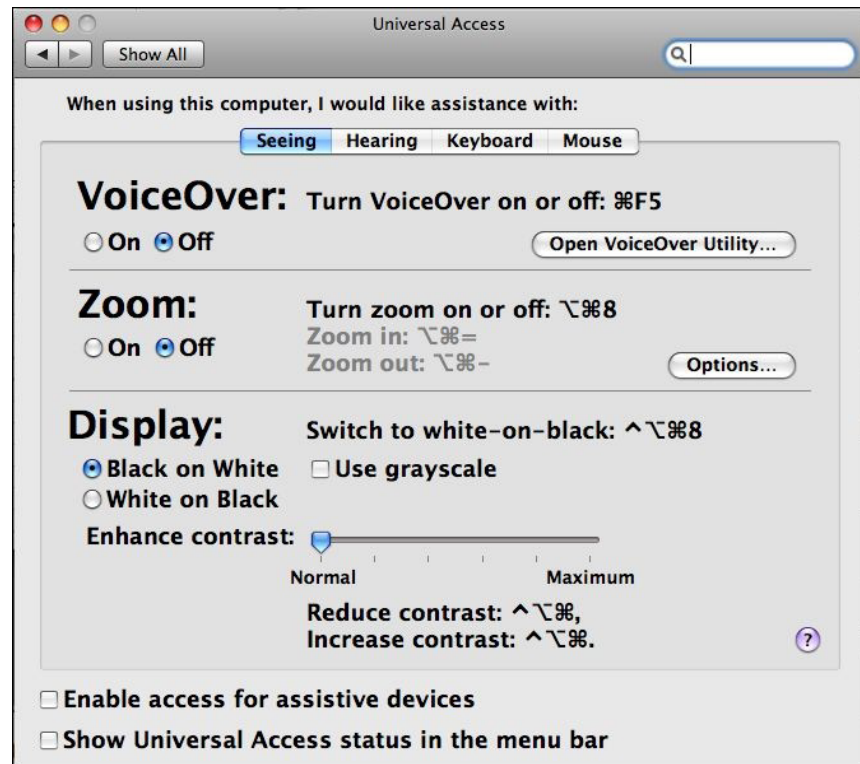 Universal Access
Show All
When using this computer, I would like assistance with:
Seeing Hearing Keyboard Mouse
VoiceOver: Turn VoiceOver on or off: ⌘F5
On Off Open VoiceOver Utility...
Zoom: Turn zoom on or off: ⌥⌘8
On Off Zoom in: ⌥⌘=
Zoom out: ⌥⌘- Options...
Display: Switch to white-on-black: ^⌥⌘8
Black on White Use grayscale
White on Black
Enhance contrast:
Normal Maximum
Reduce contrast: ^⌥⌘,
Increase contrast: ^⌥⌘. ?
Enable access for assistive devices
Show Universal Access status in the menu bar